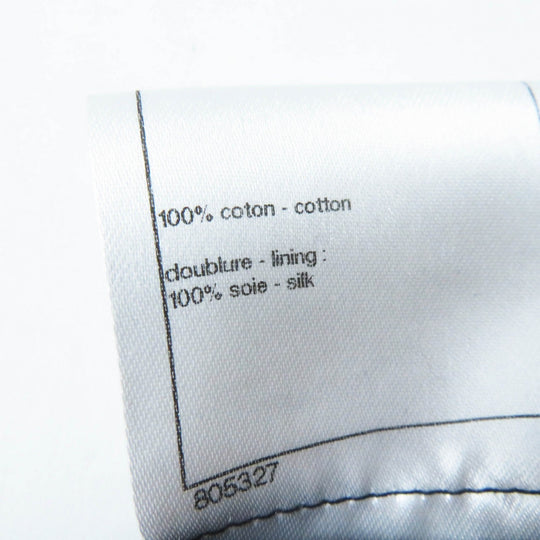 100% coton - cotton
doublure - lining :
100% soie - silk
805327